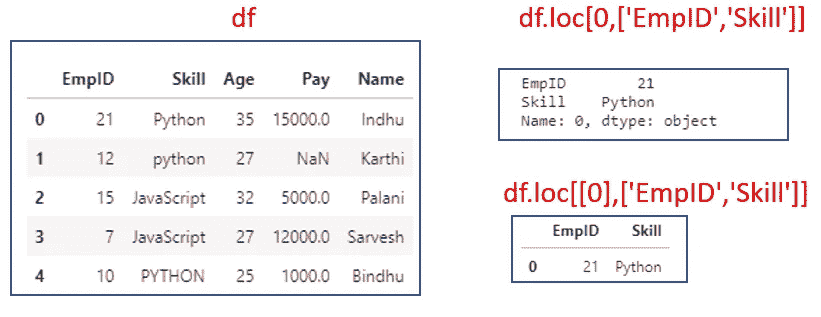 df
EmpID Skill Age Pay Name
0 21 Python 35 15000.0 Indhu
1 12 python 27 NaN Karthi
2 15 JavaScript 32 5000.0 Palani
3 7 JavaScript 27 12000.0 Sarvesh
4 10 PYTHON 25 1000.0 Bindhu
df.loc[0,['EmpID','Skill']]
EmpID 21
Skill Python
Name: 0, dtype: object
df.loc[[0],['EmpID','Skill']]
EmpID Skill
0 21 Python